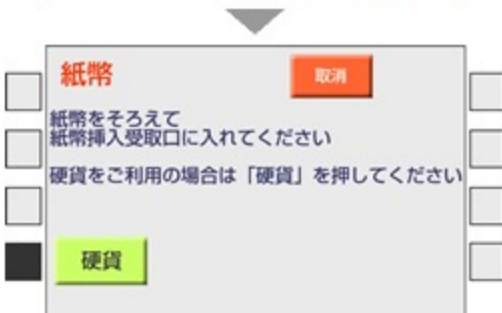 紙幣
取消
紙幣をそろえて
紙幣挿入受取口に入れてください
硬貨をご利用の場合は「硬貨」を押してください
硬貨